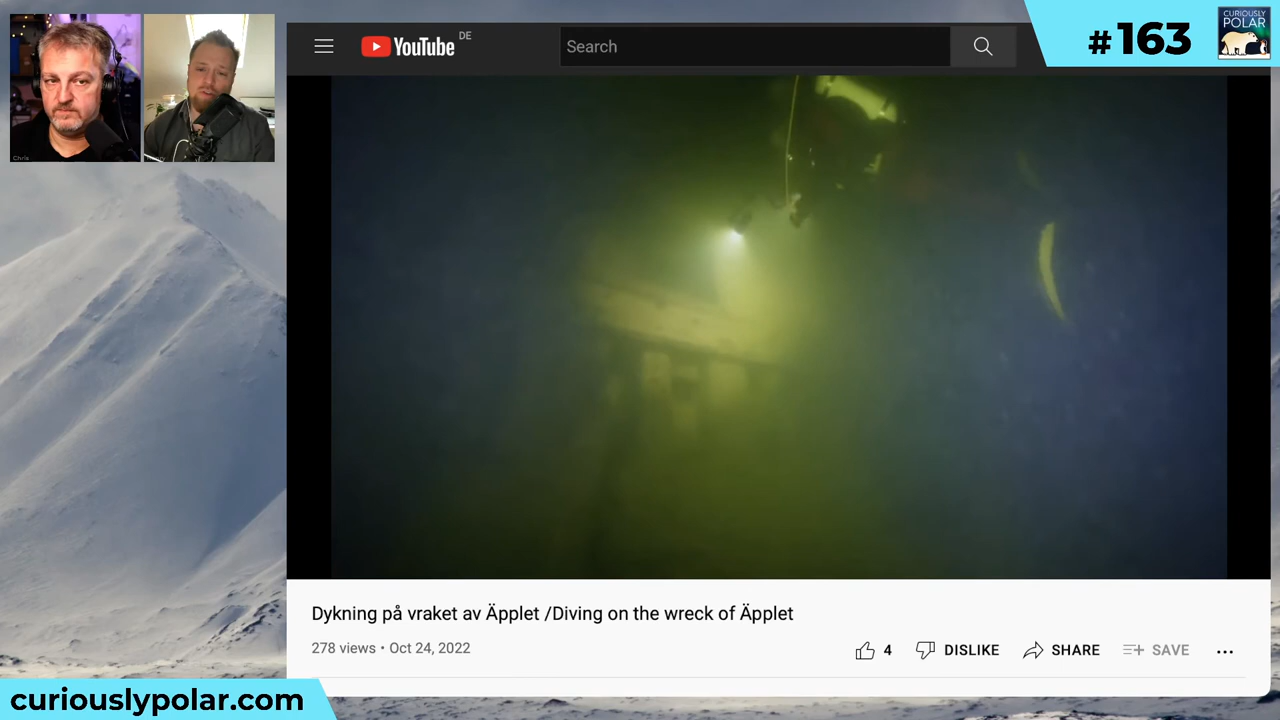 YouTube DE
Search
#163
CURIOUSLY
POLAR
Chris
Dykning på vraket av Äpplet /Diving on the wreck of Äpplet
278 views • Oct 24, 2022
4
DISLIKE
SHARE
SAVE
curiouslypolar.com